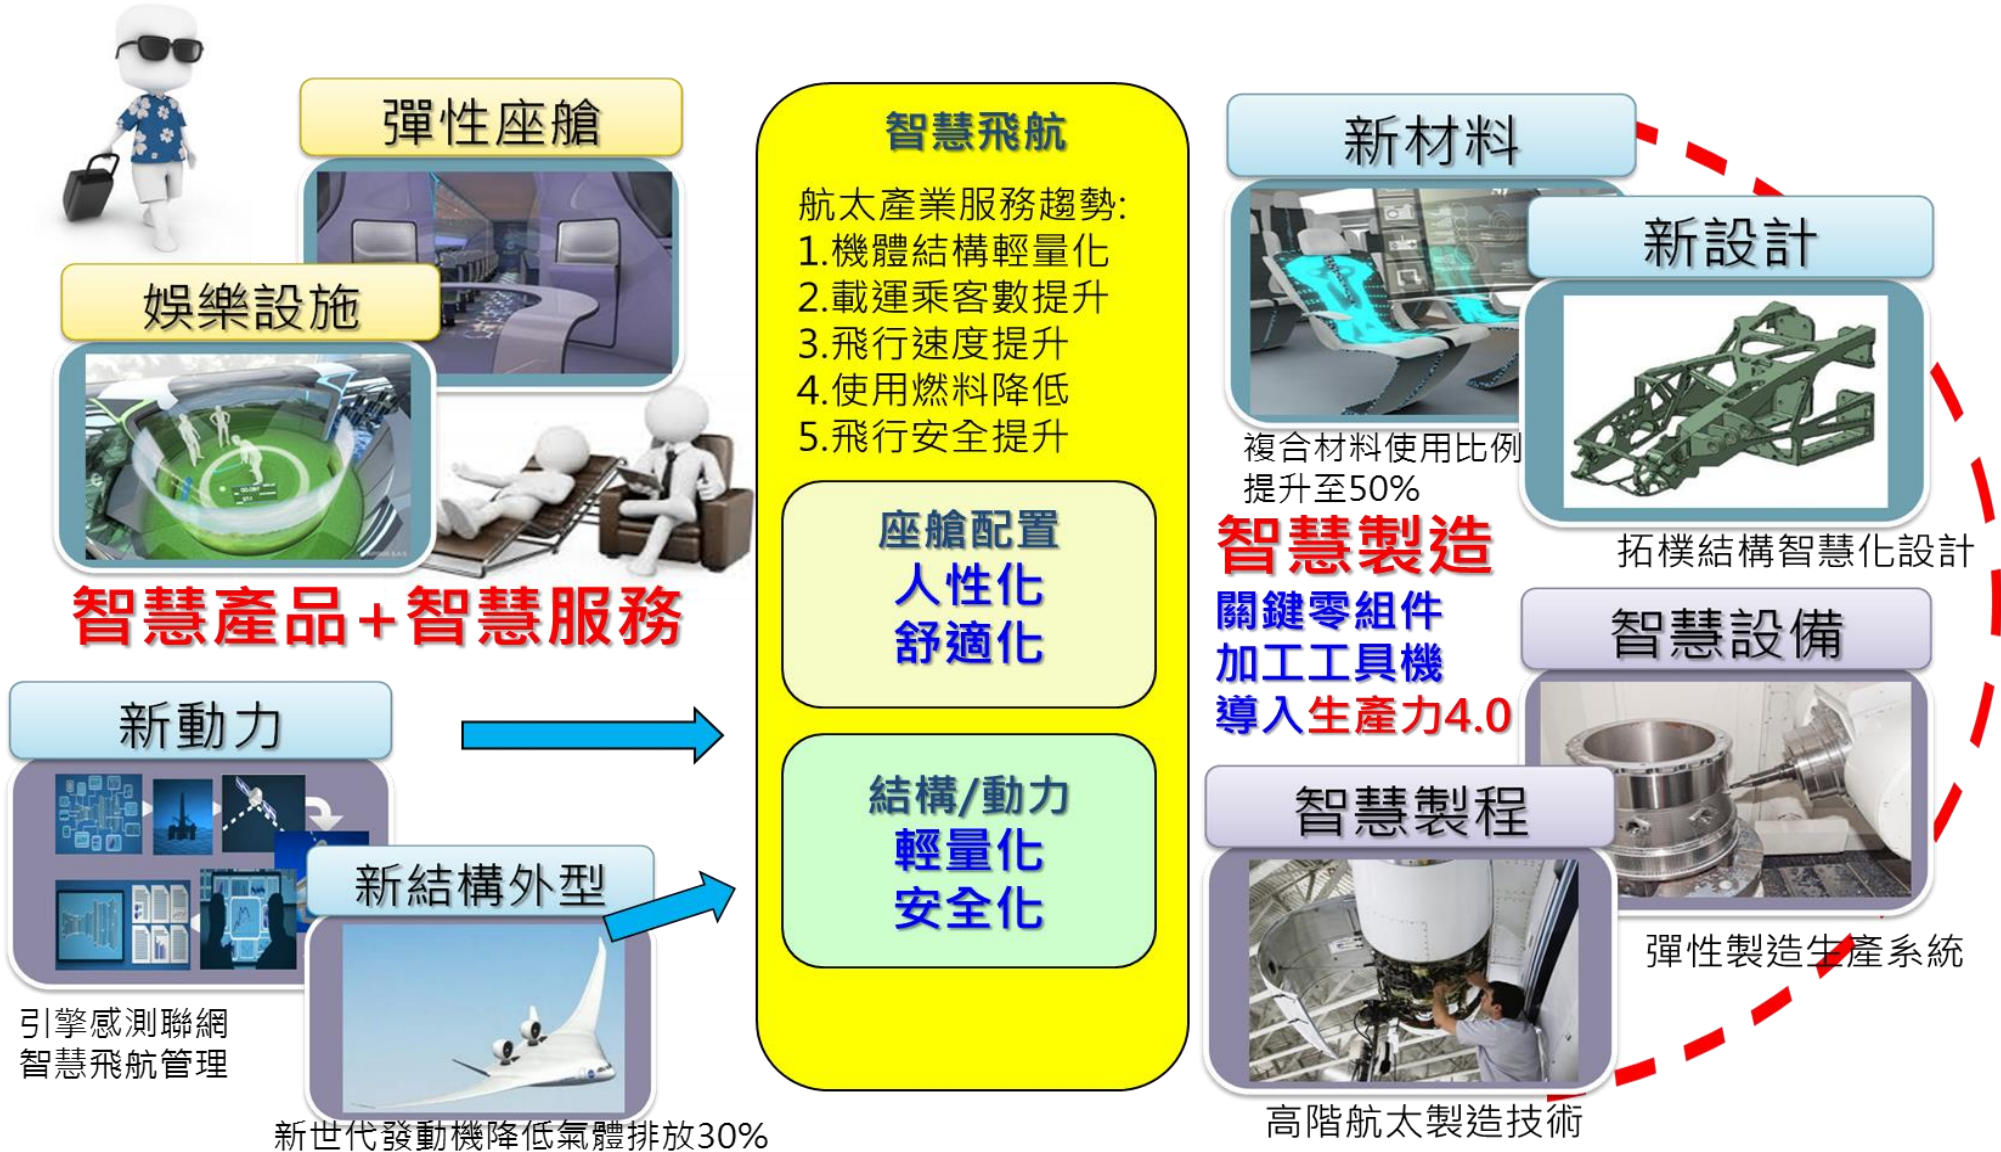 彈性座艙
娛樂設施
智慧產品+智慧服務
新動力
引擎感測聯網
智慧飛航管理
新結構外型
新世代發動機降低氣體排放30%
智慧飛航
航太產業服務趨勢:
1.機體結構輕量化
2.載運乘客數提升
3.飛行速度提升
4.使用燃料降低
5.飛行安全提升
座艙配置
人性化
舒適化
結構/動力
輕量化
安全化
新材料
複合材料使用比例
提升至50%
新設計
拓樸結構智慧化設計
智慧製造
關鍵零組件
加工工具機
導入生產力4.0
智慧設備
彈性製造生產系統
智慧製程
高階航太製造技術